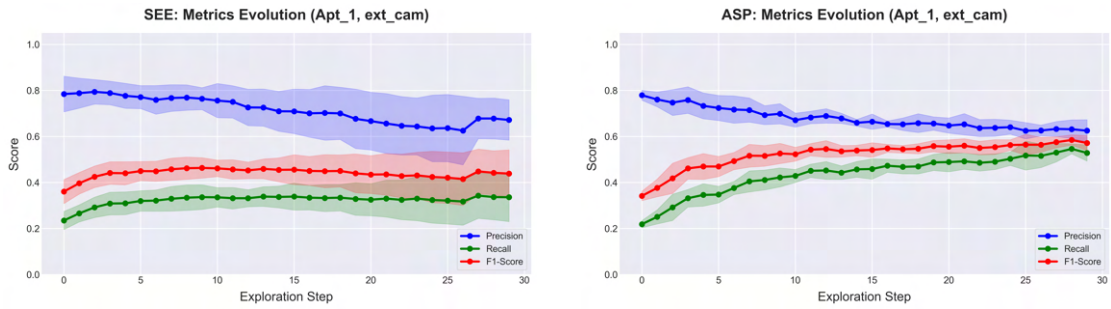 SEE: Metrics Evolution (Apt_1, ext_cam)
1.0
0.8
0.6
0.4
0.2
0.0
Score
0 5 10 15 20 25 30
Exploration Step
Precision
Recall
F1-Score
ASP: Metrics Evolution (Apt_1, ext_cam)
1.0
0.8
0.6
0.4
0.2
0.0
Score
0 5 10 15 20 25 30
Exploration Step
Precision
Recall
F1-Score